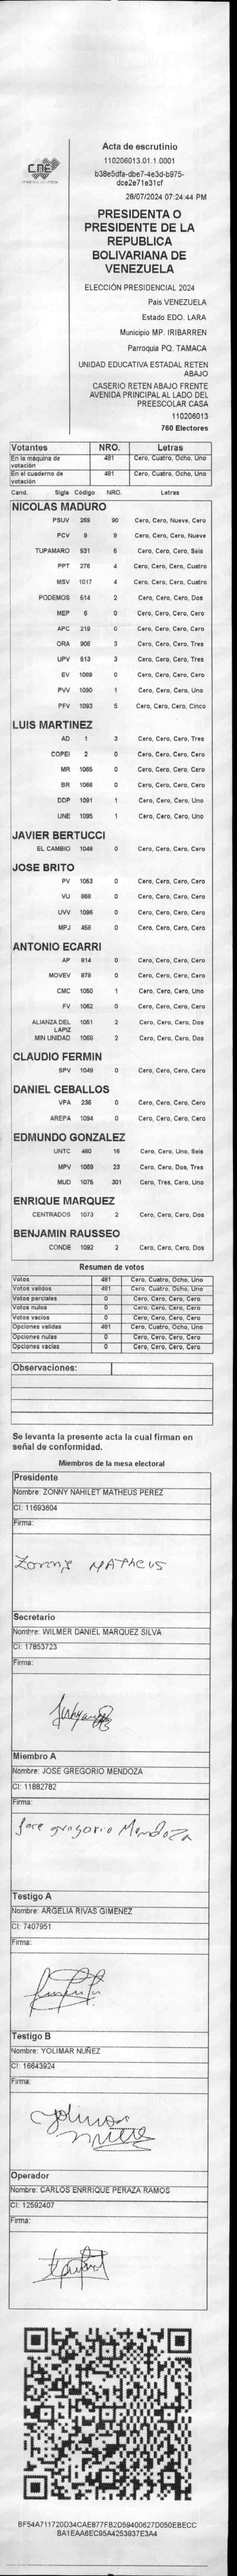 CNE
Acta de escrutinio
110206013.01.1.0001
b38e5dfa-dbe7-4e3d-b975-
dce2e71e31cf
28/07/2024 07:24:44 PM
PRESIDENTA O
PRESIDENTE DE LA
REPUBLICA
BOLIVARIANA DE
VENEZUELA
ELECCIÓN PRESIDENCIAL 2024
Pais VENEZUELA
Estado EDO. LARA
Municipio MP. IRIBARREN
Parroquia PQ. TAMACA
UNIDAD EDUCATIVA ESTADAL RETEN
ABAJO
CASERIO RETEN ABAJO FRENTE
AVENIDA PRINCIPAL AL LADO DEL
PREESCOLAR CASA
110206013
760 Electores
Votantes NRO. Letras
En la máquina de votación 481 Cero, Cuatro, Ocho, Uno
En el cuaderno de votación 481 Cero, Cuatro, Ocho, Uno
Cand. Sigla Código NRO. Letras
NICOLAS MADURO
PSUV 269 90 Cero, Cero, Nueve, Cero
PCV 9 9 Cero, Cero, Cero, Nueve
TUPAMARO 931 6 Cero, Cero, Cero, Seis
PPT 276 4 Cero, Cero, Cero, Cuatro
MSV 1017 4 Cero, Cero, Cero, Cuatro
PODEMOS 514 2 Cero, Cero, Cero, Dos
MEP 6 0 Cero, Cero, Cero, Cero
APC 219 0 Cero, Cero, Cero, Cero
ORA 906 3 Cero, Cero, Cero, Tres
UPV 513 3 Cero, Cero, Cero, Tres
EV 1089 0 Cero, Cero, Cero, Cero
PVV 1090 1 Cero, Cero, Cero, Uno
PFV 1093 5 Cero, Cero, Cero, Cinco
LUIS MARTINEZ
AD 1 3 Cero, Cero, Cero, Tres
COPEI 2 0 Cero, Cero, Cero, Cero
MR 1065 0 Cero, Cero, Cero, Cero
BR 1066 0 Cero, Cero, Cero, Cero
DDP 1091 1 Cero, Cero, Cero, Uno
UNE 1095 1 Cero, Cero, Cero, Uno
JAVIER BERTUCCI
EL CAMBIO 1048 0 Cero, Cero, Cero, Cero
JOSE BRITO
PV 1053 0 Cero, Cero, Cero, Cero
VU 868 0 Cero, Cero, Cero, Cero
UVV 1096 0 Cero, Cero, Cero, Cero
MPJ 458 0 Cero, Cero, Cero, Cero
ANTONIO ECARRI
AP 814 0 Cero, Cero, Cero, Cero
MOVEV 879 0 Cero, Cero, Cero, Cero
CMC 1050 1 Cero, Cero, Cero, Uno
FV 1062 0 Cero, Cero, Cero, Cero
ALIANZA DEL LAPIZ 1051 2 Cero, Cero, Cero, Dos
MIN UNIDAD 1068 2 Cero, Cero, Cero, Dos
CLAUDIO FERMIN
SPV 1049 0 Cero, Cero, Cero, Cero
DANIEL CEBALLOS
VPA 236 0 Cero, Cero, Cero, Cero
AREPA 1094 0 Cero, Cero, Cero, Cero
EDMUNDO GONZALEZ
UNTC 460 16 Cero, Cero, Uno, Seis
MPV 1069 23 Cero, Cero, Dos, Tres
MUD 1076 301 Cero, Tres, Cero, Uno
ENRIQUE MARQUEZ
CENTRADOS 1073 2 Cero, Cero, Cero, Dos
BENJAMIN RAUSSEO
CONDE 1092 2 Cero, Cero, Cero, Dos
Resumen de votos
Votos 481 Cero, Cuatro, Ocho, Uno
Votos validos 481 Cero, Cuatro, Ocho, Uno
Votos parciales 0 Cero, Cero, Cero, Cero
Votos nulos 0 Cero, Cero, Cero, Cero
Votos vacios 0 Cero, Cero, Cero, Cero
Opciones validas 481 Cero, Cuatro, Ocho, Uno
Opciones nulas 0 Cero, Cero, Cero, Cero
Opciones vacias 0 Cero, Cero, Cero, Cero
Observaciones:
Se levanta la presente acta la cual firman en
señal de conformidad.
Miembros de la mesa electoral
Presidente
Nombre: ZONNY NAHILET MATHEUS PEREZ
CI: 11693604
Firma:
Zonny MATheus
Secretario
Nombre: WILMER DANIEL MARQUEZ SILVA
CI: 17853723
Firma:
Miembro A
Nombre: JOSE GREGORIO MENDOZA
CI: 11882782
Firma:
Jose gregorio Mendoza
Testigo A
Nombre: ARGELIA RIVAS GIMENEZ
CI: 7407951
Firma:
Testigo B
Nombre: YOLIMAR NUÑEZ
CI: 16643924
Firma:
Operador
Nombre: CARLOS ENRRIQUE PERAZA RAMOS
CI: 12592407
Firma:
BF54A711720D34CAE877FB2D59400627D050EBECC
BA1EAA6EC95A4253937E3A4